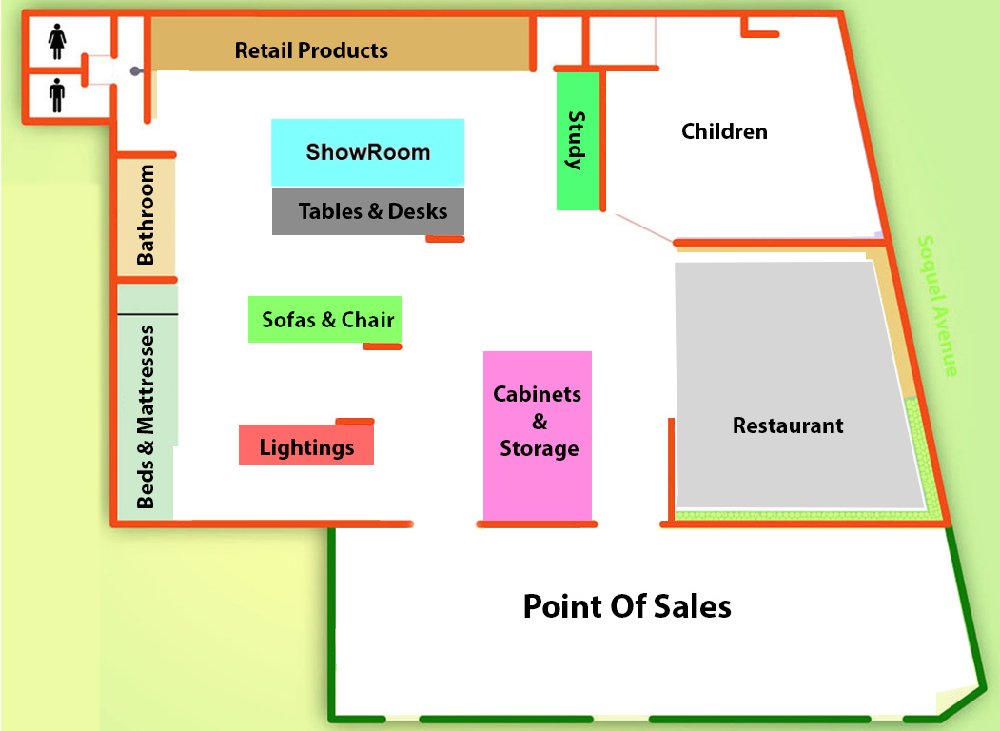 Retail Products
Study
Children
ShowRoom
Tables & Desks
Bathroom
Soquel Avenue
Sofas & Chair
Beds & Mattresses
Cabinets
&
Storage
Restaurant
Lightings
Point Of Sales